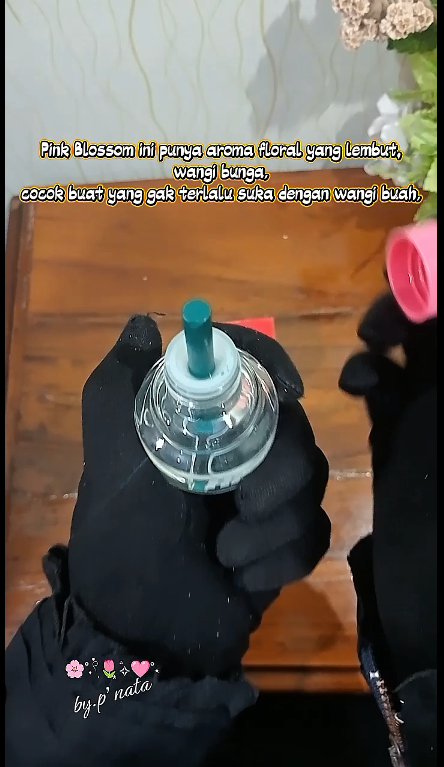 Pink Blossom ini punya aroma floral yang lembut,
wangi bunga,
cocok buat yang gak terlalu suka dengan wangi buah,
by.p' nata